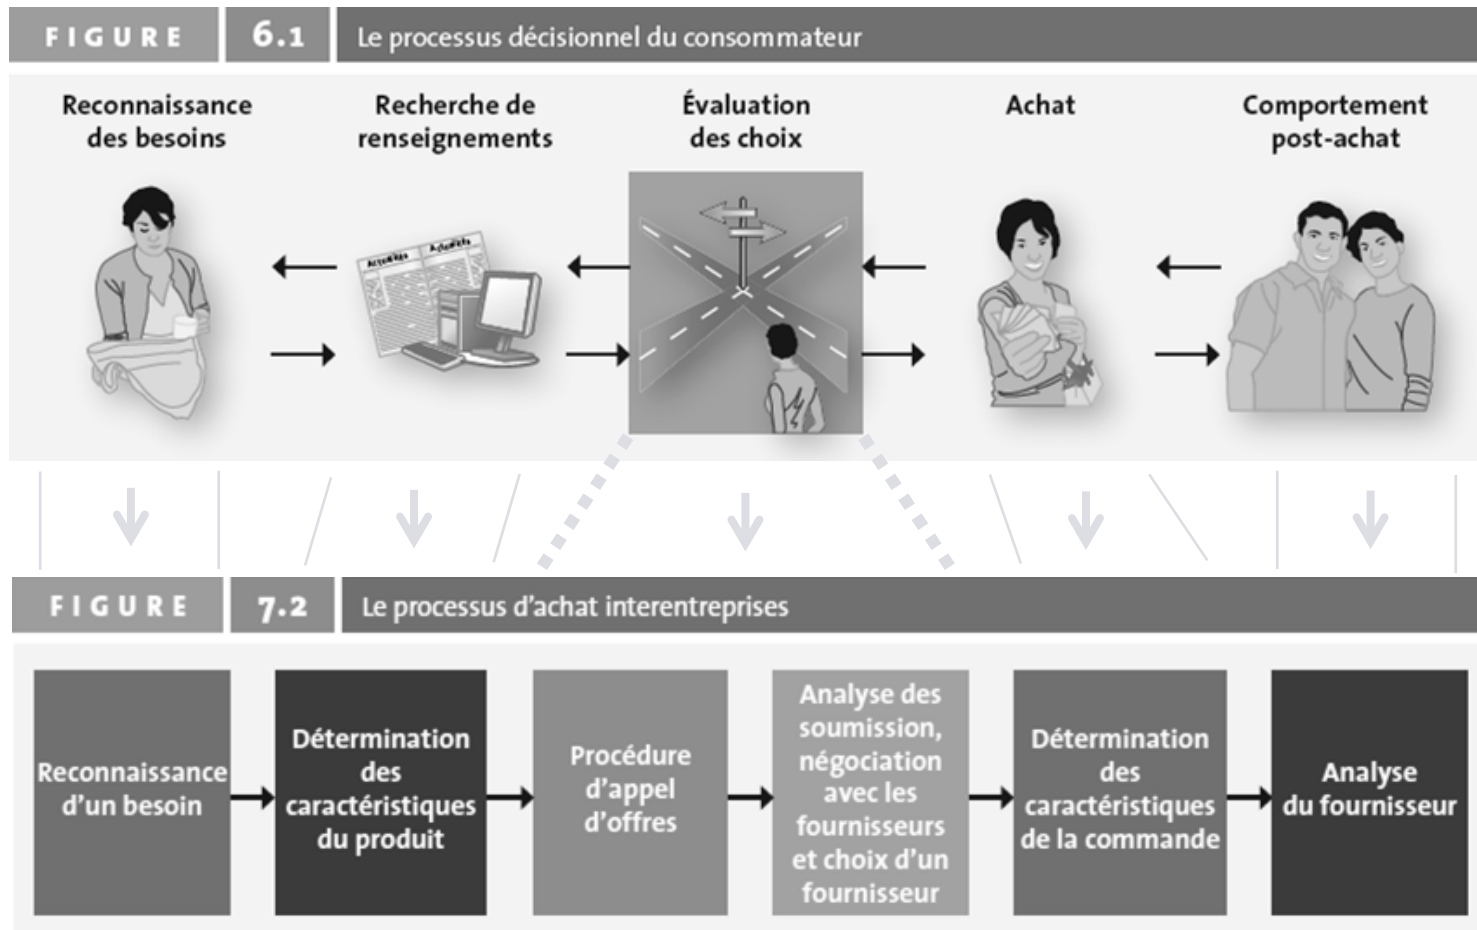 FIGURE 6.1 Le processus décisionnel du consommateur
Reconnaissance
des besoins
Recherche de
renseignements
Évaluation
des choix
Achat
Comportement
post-achat
Actualités
Actualités
FIGURE 7.2 Le processus d'achat interentreprises
Reconnaissance
d'un besoin
Détermination
des
caractéristiques
du produit
Procédure
d'appel
d'offres
Analyse des
soumission,
négociation
avec les
fournisseurs
et choix d'un
fournisseur
Détermination
des
caractéristiques
de la commande
Analyse
du fournisseur